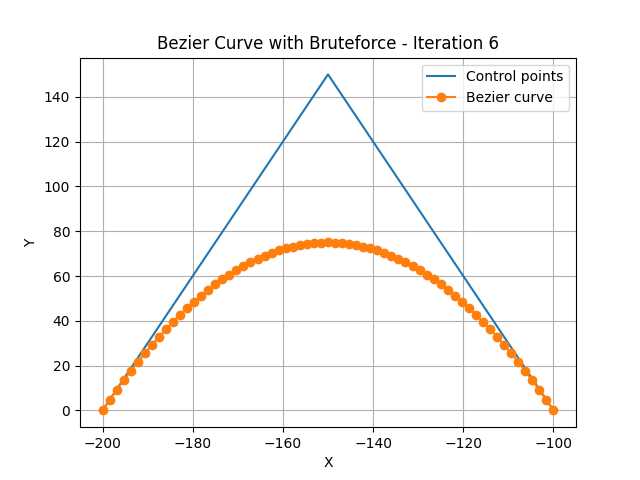 Bezier Curve with Bruteforce - Iteration 6
Control points
Bezier curve
Y
140
120
100
80
60
40
20
0
−200
−180
−160
−140
−120
−100
X